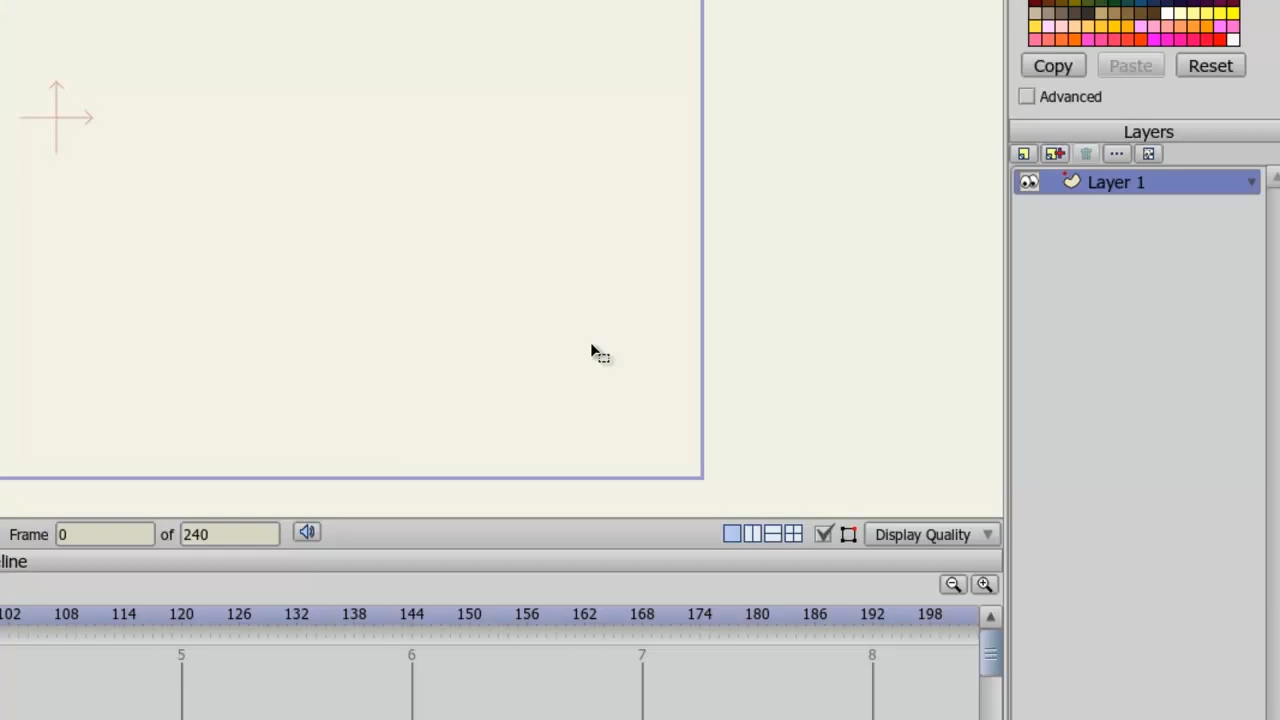 Copy Paste Reset
Advanced
Layers
Layer 1
Frame 0 of 240 Display Quality
eline
102 108 114 120 126 132 138 144 150 156 162 168 174 180 186 192 198
5 6 7 8